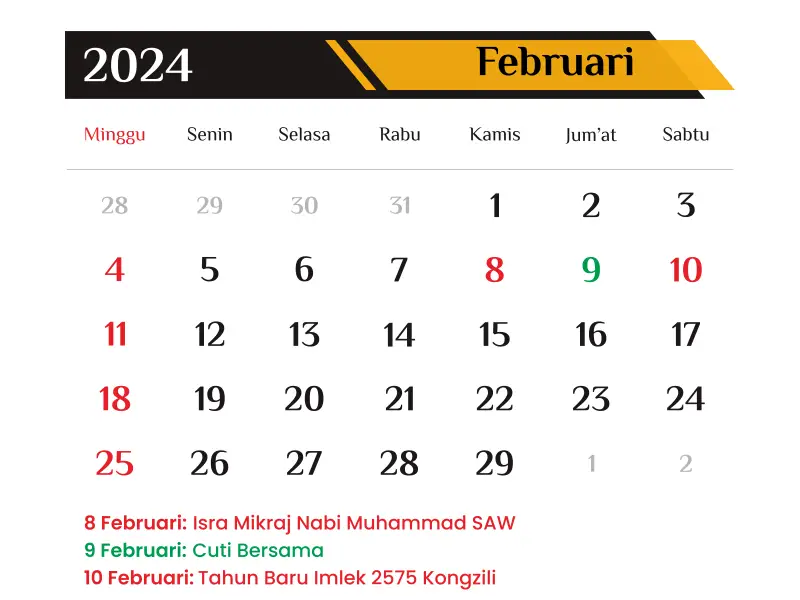 2024 Februari
Minggu Senin Selasa Rabu Kamis Jum'at Sabtu
28 29 30 31 1 2 3
4 5 6 7 8 9 10
11 12 13 14 15 16 17
18 19 20 21 22 23 24
25 26 27 28 29 1 2
8 Februari: Isra Mikraj Nabi Muhammad SAW
9 Februari: Cuti Bersama
10 Februari: Tahun Baru Imlek 2575 Kongzili